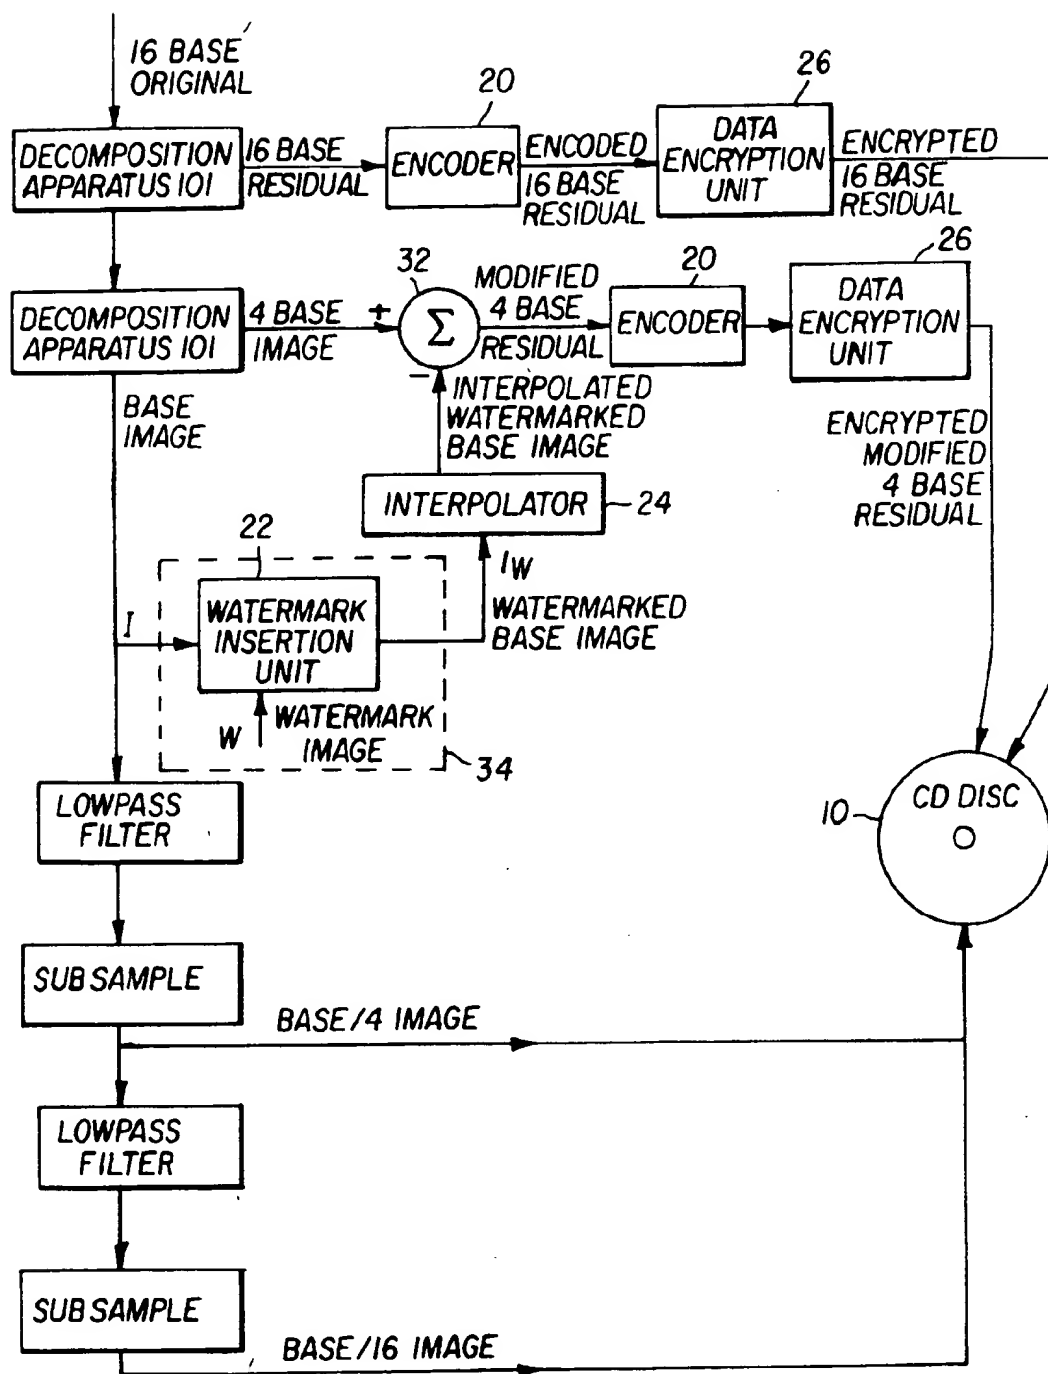 16 BASE
ORIGINAL
DECOMPOSITION
APPARATUS 101
16 BASE
RESIDUAL
20
ENCODER
ENCODED
16 BASE
RESIDUAL
26
DATA
ENCRYPTION
UNIT
ENCRYPTED
16 BASE
RESIDUAL
DECOMPOSITION
APPARATUS 101
4 BASE
IMAGE
+
32
Σ
−
MODIFIED
4 BASE
RESIDUAL
20
ENCODER
26
DATA
ENCRYPTION
UNIT
BASE
IMAGE
INTERPOLATED
WATERMARKED
BASE IMAGE
ENCRYPTED
MODIFIED
4 BASE
RESIDUAL
INTERPOLATOR
24
22
I
WATERMARK
INSERTION
UNIT
IW
WATERMARKED
BASE IMAGE
W
WATERMARK
IMAGE
34
LOWPASS
FILTER
10
CD DISC
SUB SAMPLE
BASE/4 IMAGE
LOWPASS
FILTER
SUB SAMPLE
BASE/16 IMAGE